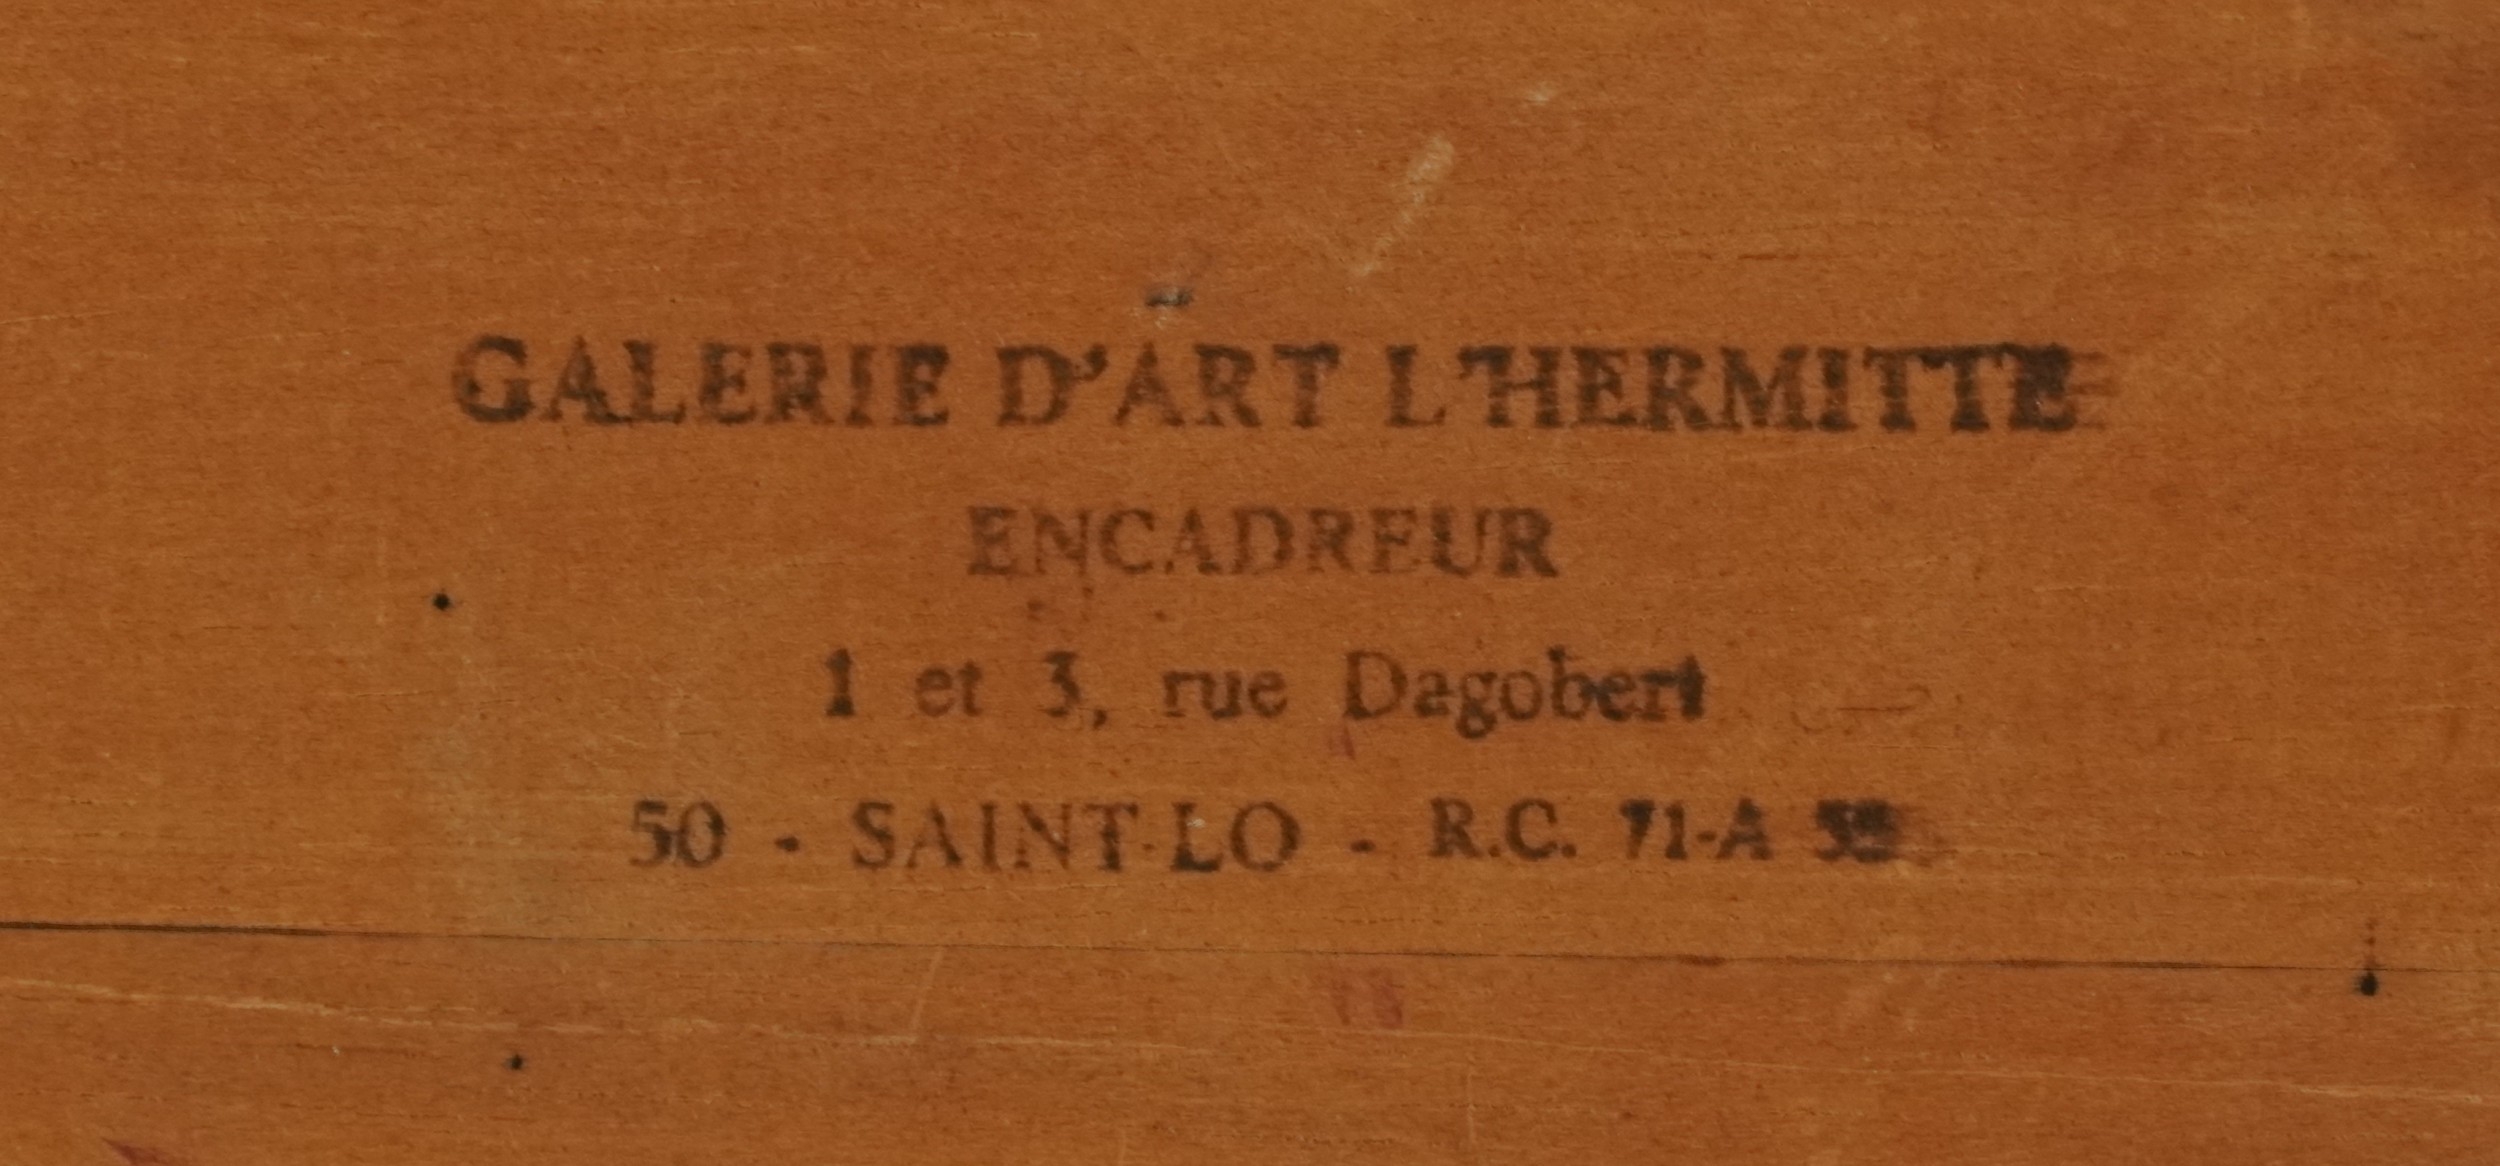 GALERIE D'ART L'HERMITTE
ENCADREUR
1 et 3, rue Dagobert
50 - SAINT-LO - R.C. 71-A